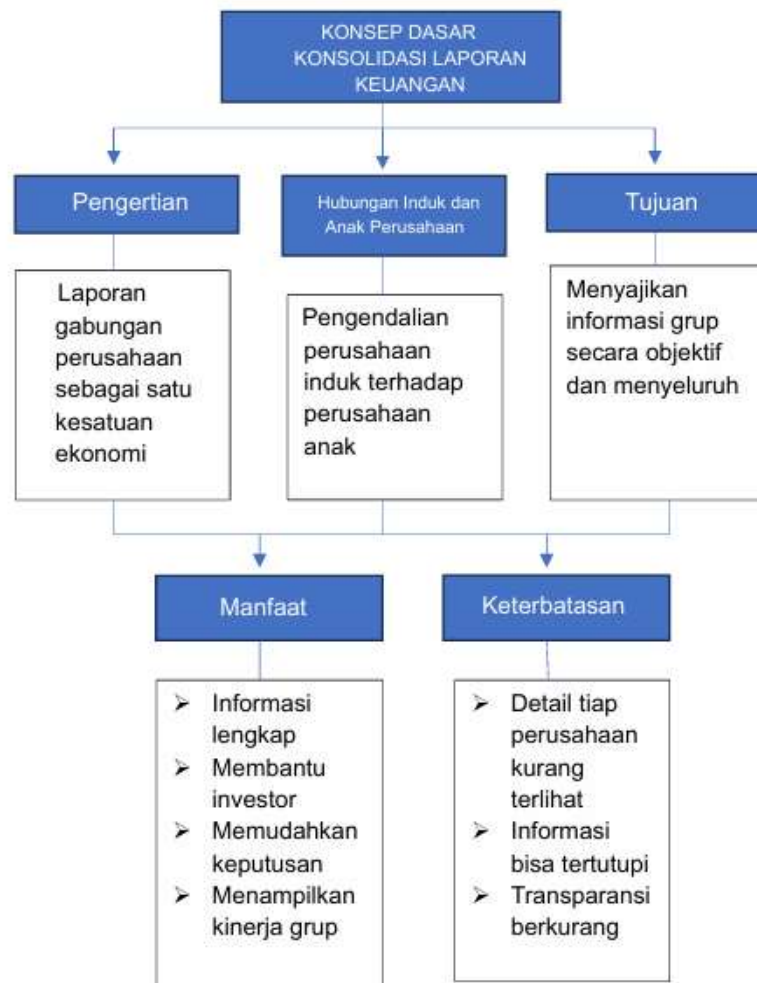 KONSEP DASAR
KONSOLIDASI LAPORAN
KEUANGAN
Pengertian
Hubungan Induk dan
Anak Perusahaan
Tujuan
Laporan
gabungan
perusahaan
sebagai satu
kesatuan
ekonomi
Pengendalian
perusahaan
induk terhadap
perusahaan
anak
Menyajikan
informasi grup
secara objektif
dan menyeluruh
Manfaat
Keterbatasan
➢ Informasi
lengkap
➢ Membantu
investor
➢ Memudahkan
keputusan
➢ Menampilkan
kinerja grup
➢ Detail tiap
perusahaan
kurang
terlihat
➢ Informasi
bisa tertutupi
➢ Transparansi
berkurang